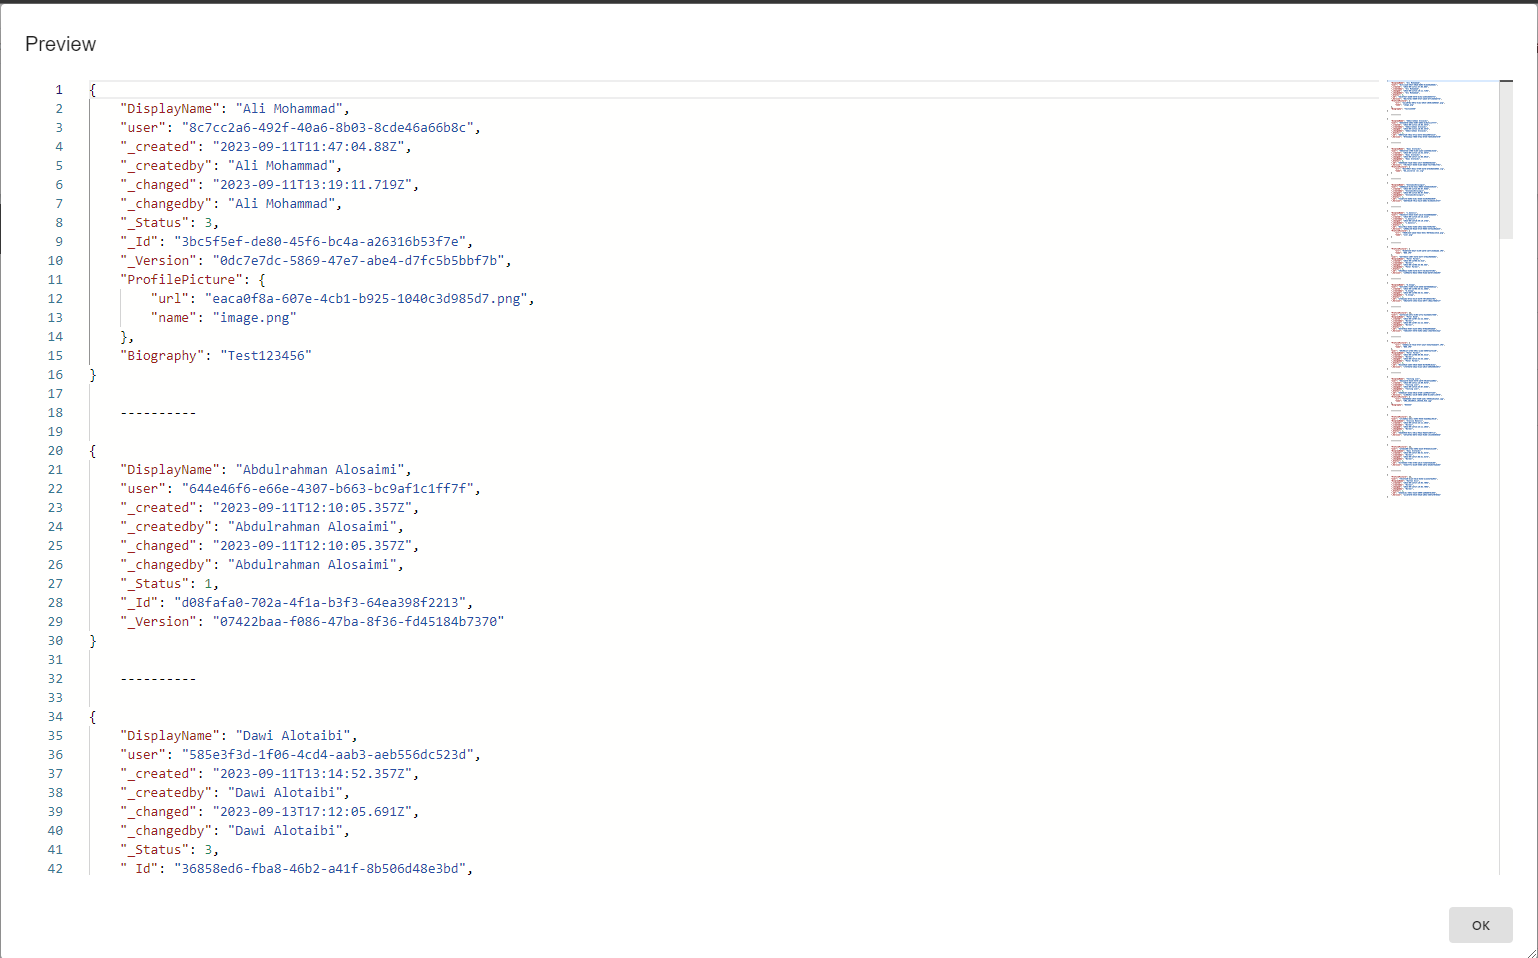 Preview
1 {
2 "DisplayName": "Ali Mohammad",
3 "user": "8c7cc2a6-492f-40a6-8b03-8cde46a66b8c",
4 "_created": "2023-09-11T11:47:04.88Z",
5 "_createdby": "Ali Mohammad",
6 "_changed": "2023-09-11T13:19:11.719Z",
7 "_changedby": "Ali Mohammad",
8 "_Status": 3,
9 "_Id": "3bc5f5ef-de80-45f6-bc4a-a26316b53f7e",
10 "_Version": "0dc7e7dc-5869-47e7-abe4-d7fc5b5bbf7b",
11 "ProfilePicture": {
12 "url": "eaca0f8a-607e-4cb1-b925-1040c3d985d7.png",
13 "name": "image.png"
14 },
15 "Biography": "Test123456"
16 }
17
18 ----------
19
20 {
21 "DisplayName": "Abdulrahman Alosaimi",
22 "user": "644e46f6-e66e-4307-b663-bc9af1c1ff7f",
23 "_created": "2023-09-11T12:10:05.357Z",
24 "_createdby": "Abdulrahman Alosaimi",
25 "_changed": "2023-09-11T12:10:05.357Z",
26 "_changedby": "Abdulrahman Alosaimi",
27 "_Status": 1,
28 "_Id": "d08fafa0-702a-4f1a-b3f3-64ea398f2213",
29 "_Version": "07422baa-f086-47ba-8f36-fd45184b7370"
30 }
31
32 ----------
33
34 {
35 "DisplayName": "Dawi Alotaibi",
36 "user": "585e3f3d-1f06-4cd4-aab3-aeb556dc523d",
37 "_created": "2023-09-11T13:14:52.357Z",
38 "_createdby": "Dawi Alotaibi",
39 "_changed": "2023-09-13T17:12:05.691Z",
40 "_changedby": "Dawi Alotaibi",
41 "_Status": 3,
42 "_Id": "36858ed6-fba8-46b2-a41f-8b506d48e3bd",
OK